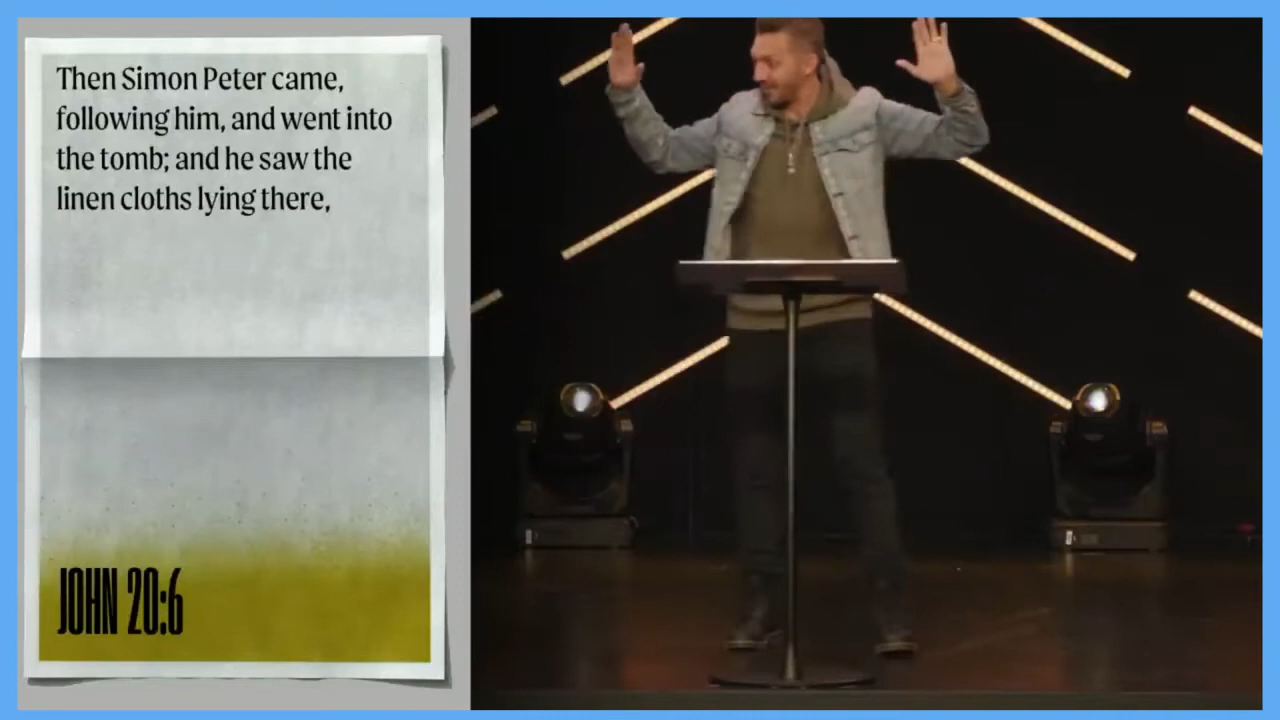 Then Simon Peter came,
following him, and went into
the tomb; and he saw the
linen cloths lying there,
JOHN 20:6